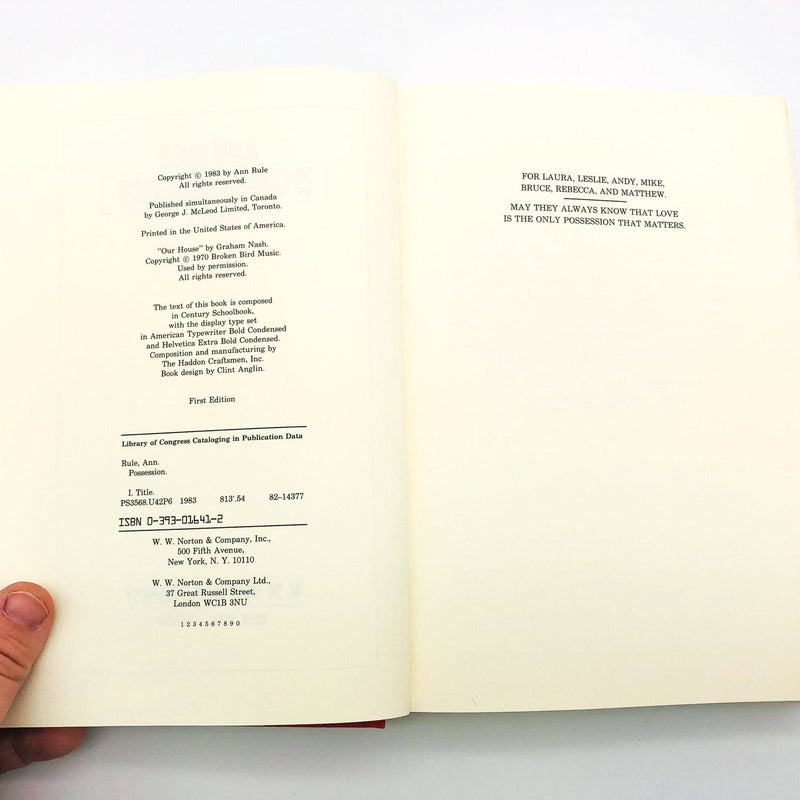 Copyright © 1983 by Ann Rule
All rights reserved.
Published simultaneously in Canada
by George J. McLeod Limited, Toronto.
Printed in the United States of America.
"Our House" by Graham Nash.
Copyright © 1970 Broken Bird Music.
Used by permission.
All rights reserved.
The text of this book is composed
in Century Schoolbook,
with the display type set
in American Typewriter Bold Condensed
and Helvetica Extra Bold Condensed.
Composition and manufacturing by
The Haddon Craftsmen, Inc.
Book design by Clint Anglin.
First Edition
Library of Congress Cataloging in Publication Data
Rule, Ann.
Possession.
I. Title.
PS3568.U42P6 1983 813'.54 82–14377
ISBN 0-393-01641-2
W. W. Norton & Company, Inc.,
500 Fifth Avenue,
New York, N. Y. 10110
W. W. Norton & Company Ltd.,
37 Great Russell Street,
London WC1B 3NU
1 2 3 4 5 6 7 8 9 0
FOR LAURA, LESLIE, ANDY, MIKE,
BRUCE, REBECCA, AND MATTHEW.
MAY THEY ALWAYS KNOW THAT LOVE
IS THE ONLY POSSESSION THAT MATTERS.